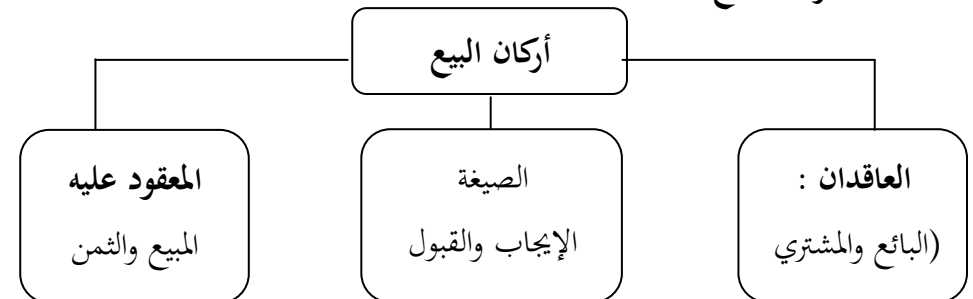 أركان البيع
العاقدان :
(البائع والمشتري
الصيغة
الإيجاب والقبول
المعقود عليه
المبيع والثمن